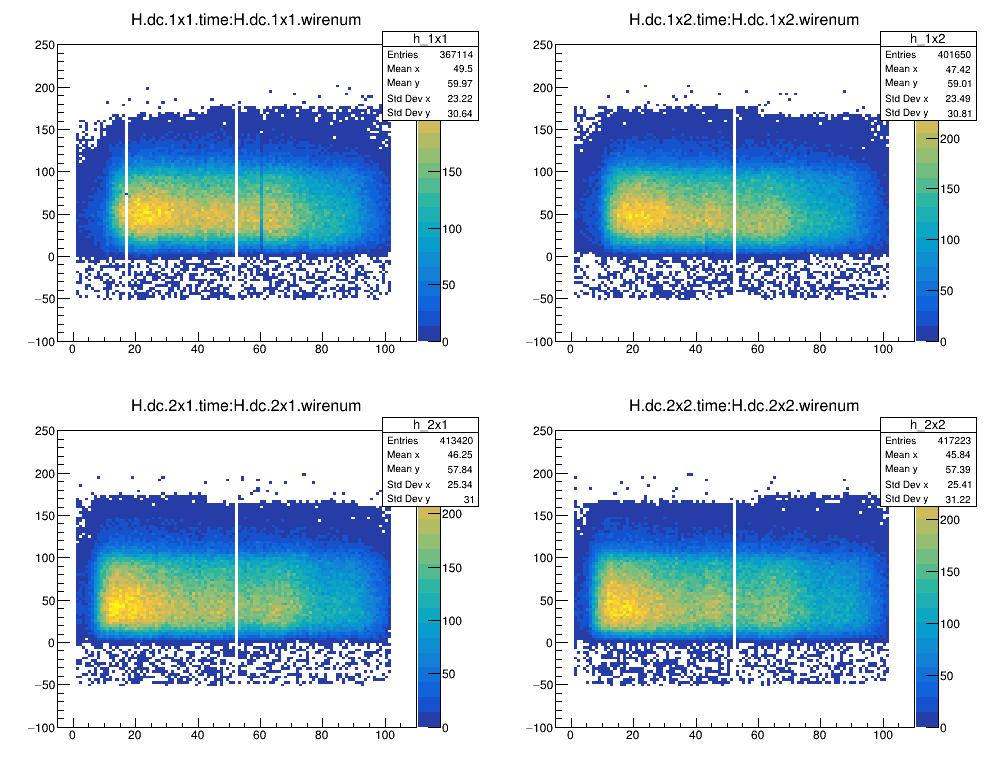 H.dc.1x1.time:H.dc.1x1.wirenum
h_1x1
Entries 367114
Mean x 49.5
Mean y 59.97
Std Dev x 23.22
Std Dev y 30.64
250
200
150
100
50
0
−50
−100
0 20 40 60 80 100
150
100
50
0
H.dc.1x2.time:H.dc.1x2.wirenum
h_1x2
Entries 401650
Mean x 47.42
Mean y 59.01
Std Dev x 23.49
Std Dev y 30.81
250
200
150
100
50
0
−50
−100
0 20 40 60 80 100
200
150
100
50
0
H.dc.2x1.time:H.dc.2x1.wirenum
h_2x1
Entries 413420
Mean x 46.25
Mean y 57.84
Std Dev x 25.34
Std Dev y 31
250
200
150
100
50
0
−50
−100
0 20 40 60 80 100
200
150
100
50
0
H.dc.2x2.time:H.dc.2x2.wirenum
h_2x2
Entries 417223
Mean x 45.84
Mean y 57.39
Std Dev x 25.41
Std Dev y 31.22
250
200
150
100
50
0
−50
−100
0 20 40 60 80 100
200
150
100
50
0